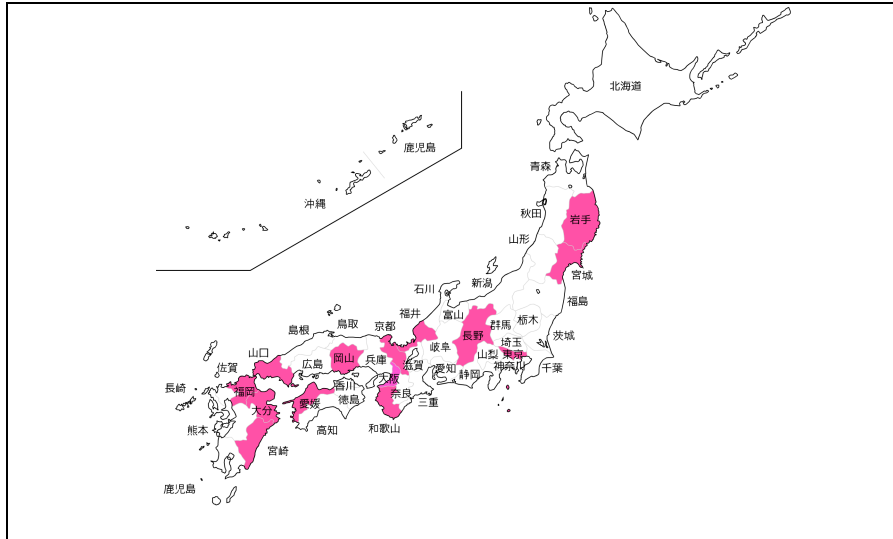 北海道
鹿児島
青森
沖縄
秋田
岩手
山形
宮城
新潟
石川
福島
福井
富山
栃木
島根
鳥取
京都
群馬
長野
茨城
埼玉
岐阜
山口
岡山
兵庫
滋賀
山梨
東京
佐賀
広島
愛知
神奈川
千葉
静岡
大阪
長崎
福岡
香川
奈良
愛媛
徳島
三重
大分
熊本
高知
和歌山
宮崎
鹿児島